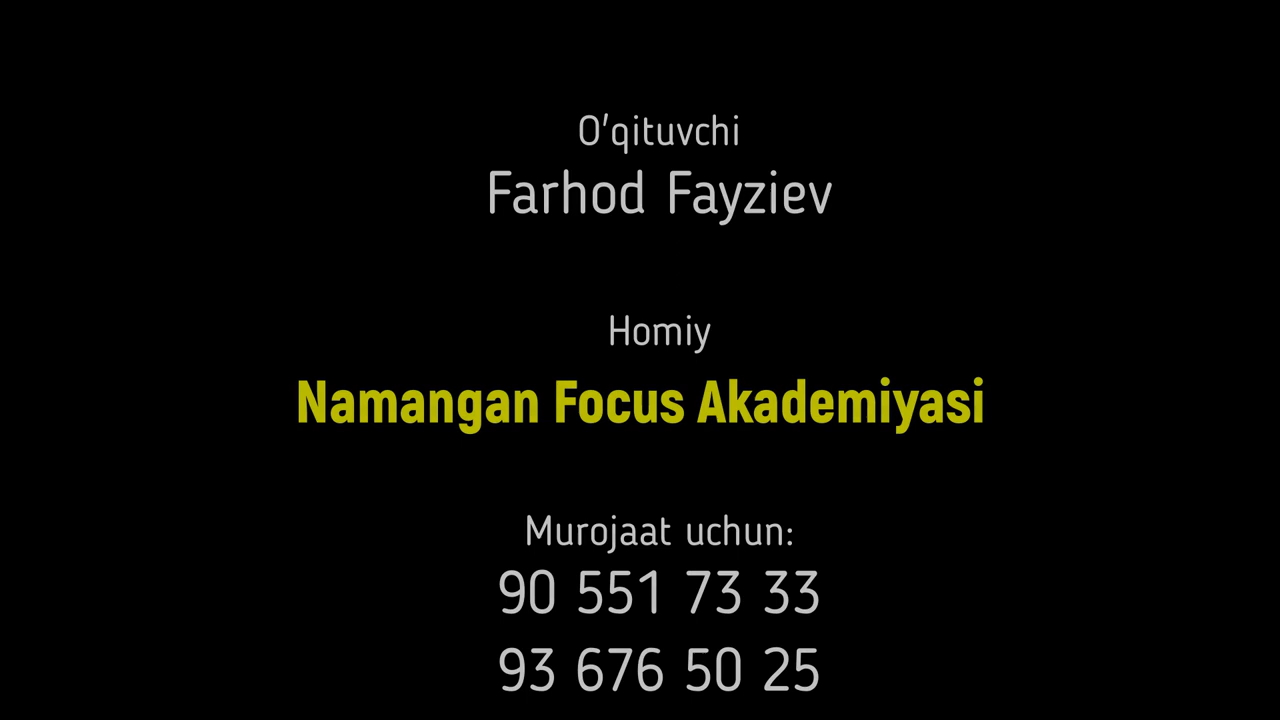 O'qituvchi
Farhod Fayziev
Homiy
Namangan Focus Akademiyasi
Murojaat uchun:
90 551 73 33
93 676 50 25